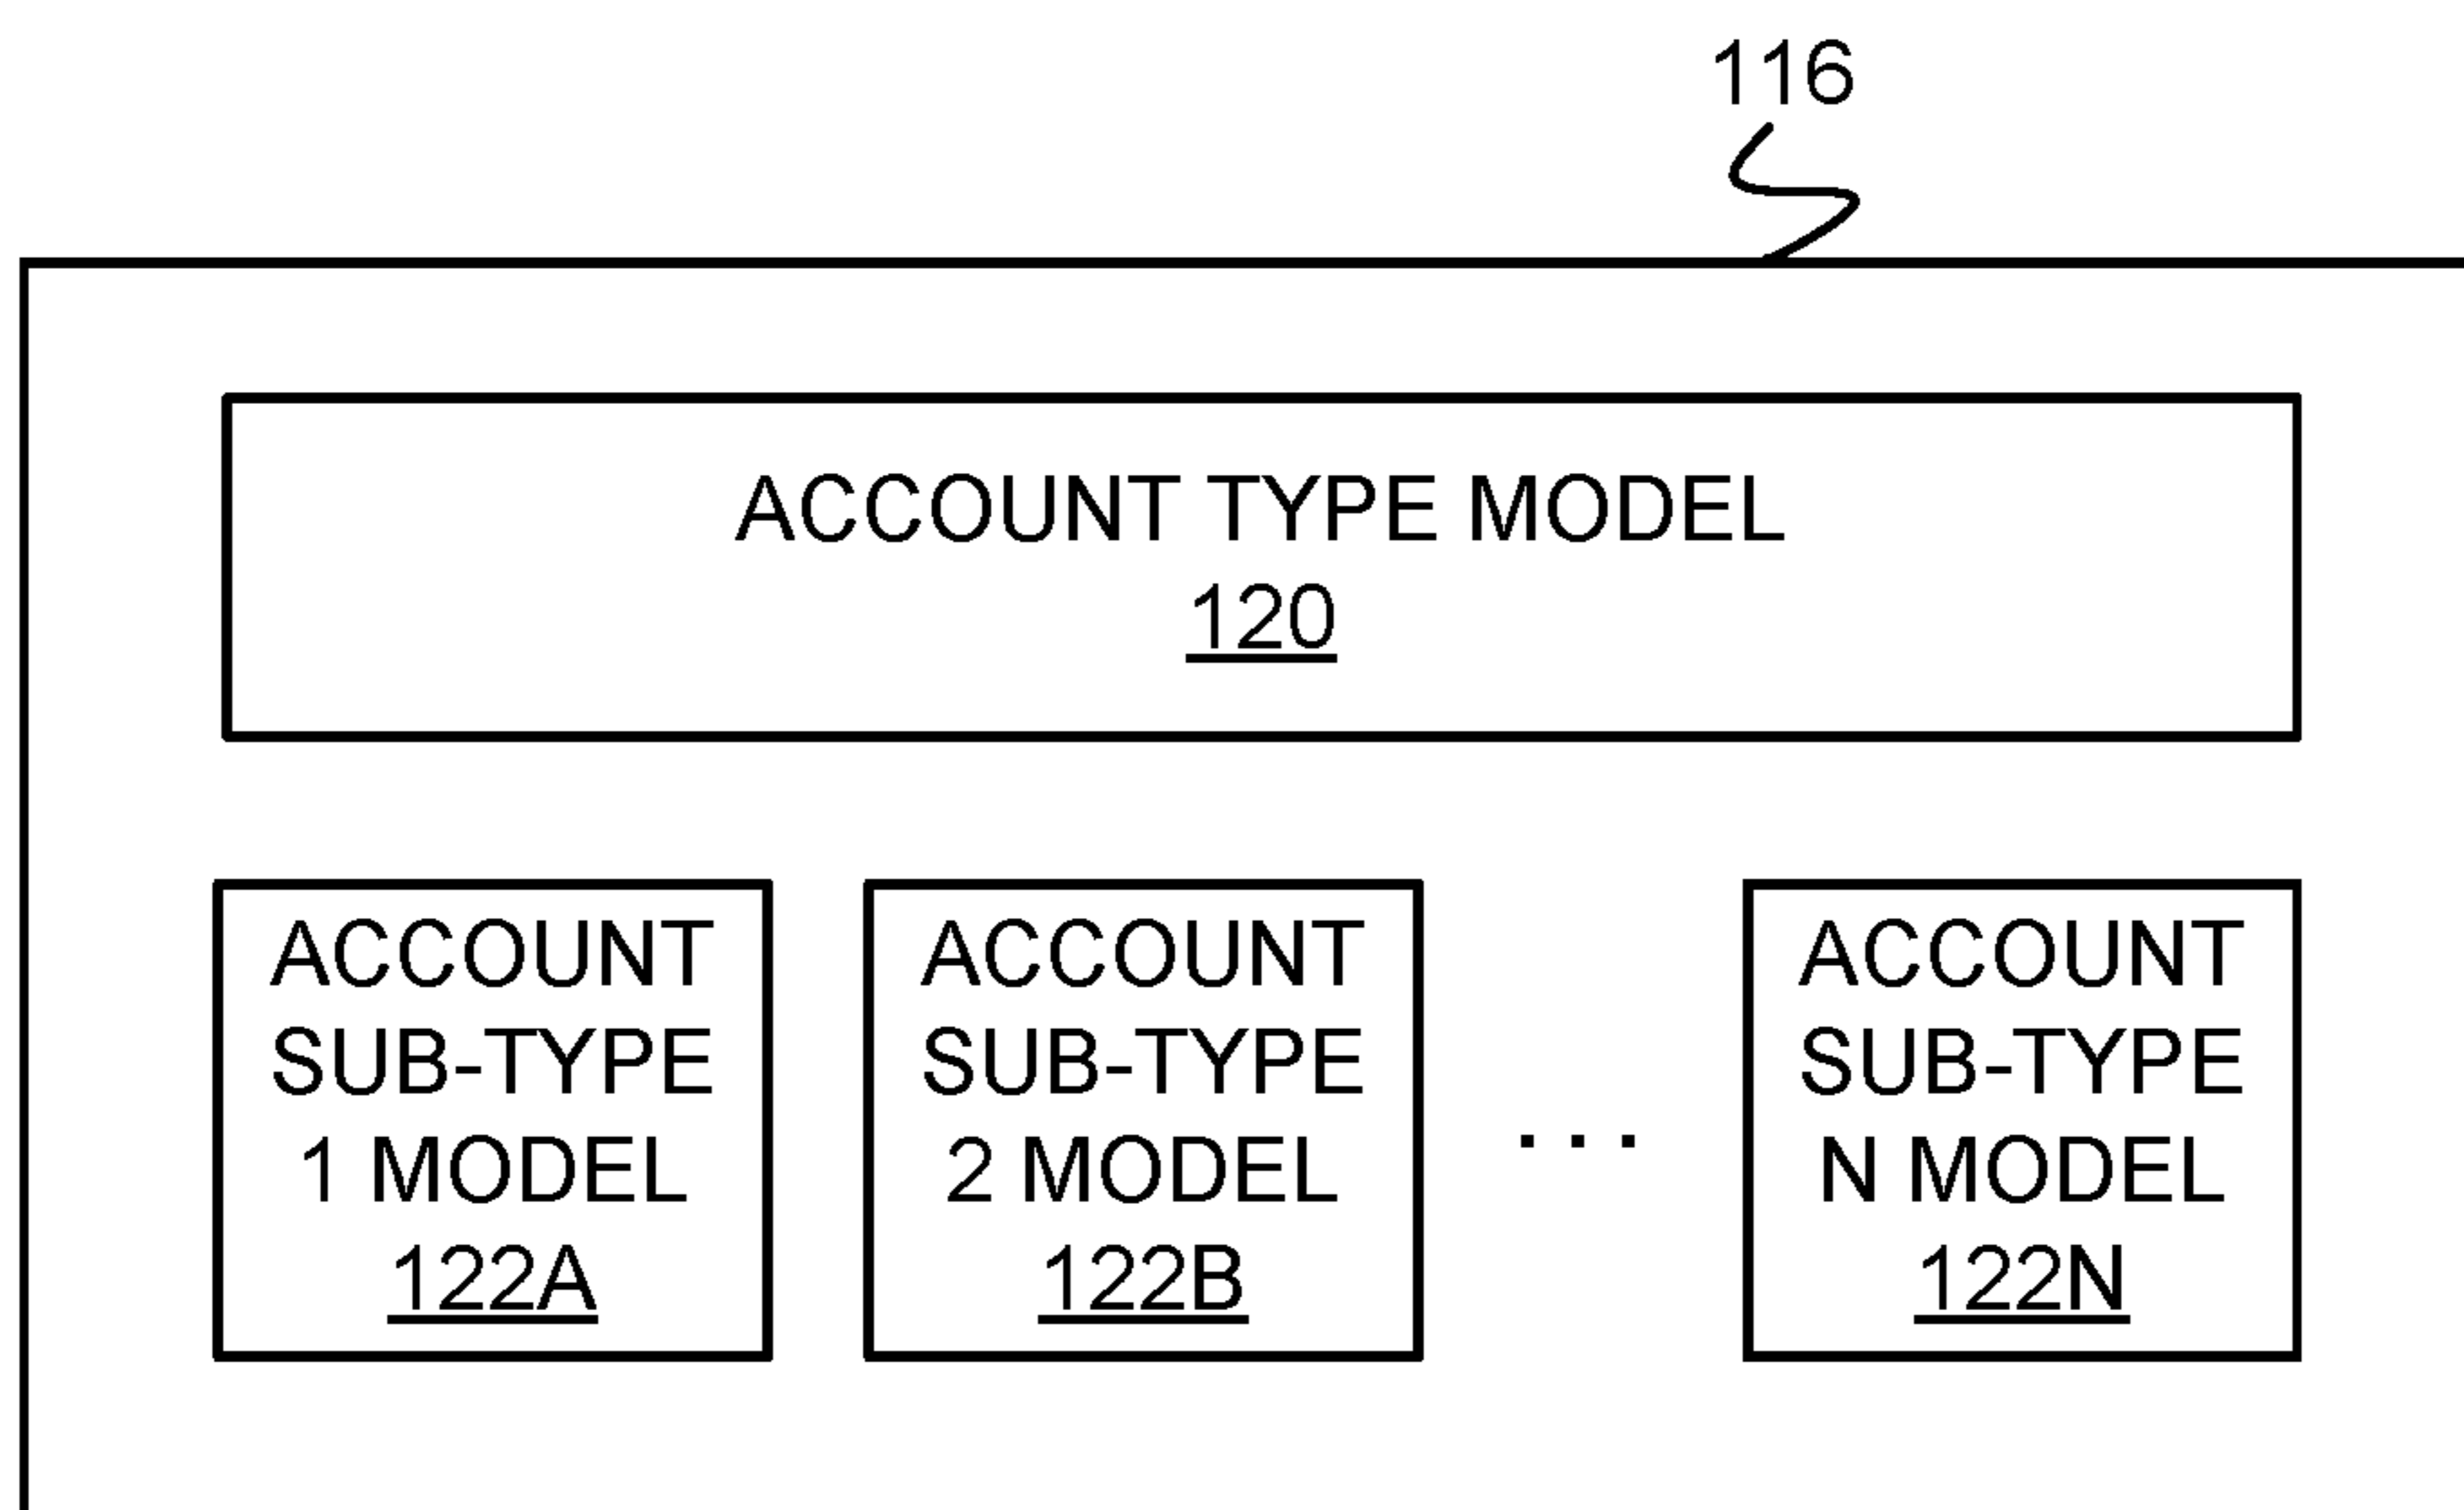 116
ACCOUNT TYPE MODEL
120
ACCOUNT
SUB-TYPE
1 MODEL
122A
ACCOUNT
SUB-TYPE
2 MODEL
122B
...
ACCOUNT
SUB-TYPE
N MODEL
122N